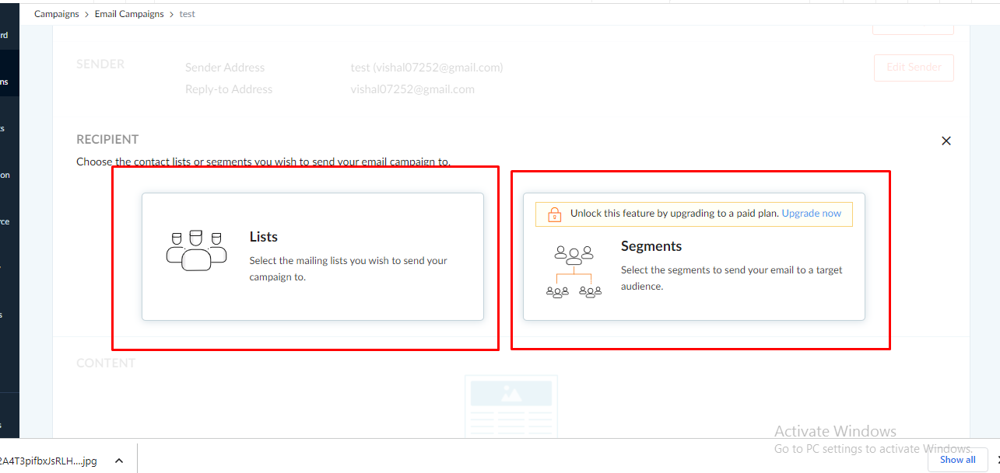 Campaigns > Email Campaigns > test
rd
SENDER
Sender Address
test (vishal07252@gmail.com)
Edit Sender
ns
Reply-to Address
vishal07252@gmail.com
s
RECIPIENT
Choose the contact lists or segments you wish to send your email campaign to.
on
Unlock this feature by upgrading to a paid plan. Upgrade now
rce
Lists
Select the mailing lists you wish to send your
campaign to.
Segments
Select the segments to send your email to a target
audience.
s
CONTENT
s
Activate Windows
Go to PC settings to activate Windows.
2A4T3pifbxJsRLH....jpg
Show all